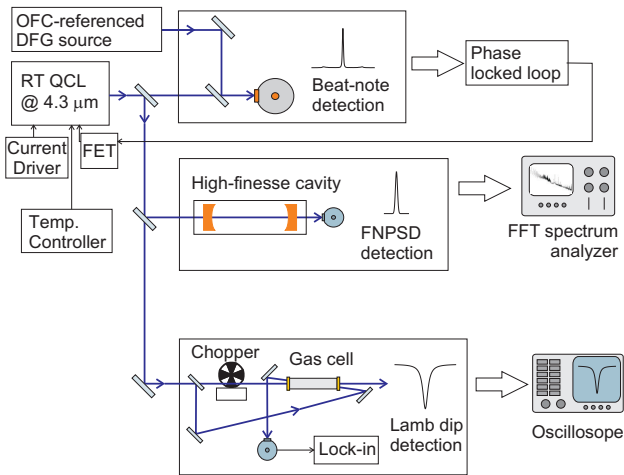 OFC-referenced
DFG source
RT QCL
@ 4.3 μm
Current
Driver
FET
Temp.
Controller
Beat-note
detection
Phase
locked loop
High-finesse cavity
FNPSD
detection
FFT spectrum
analyzer
Chopper
Gas cell
Lock-in
Lamb dip
detection
Oscillosope